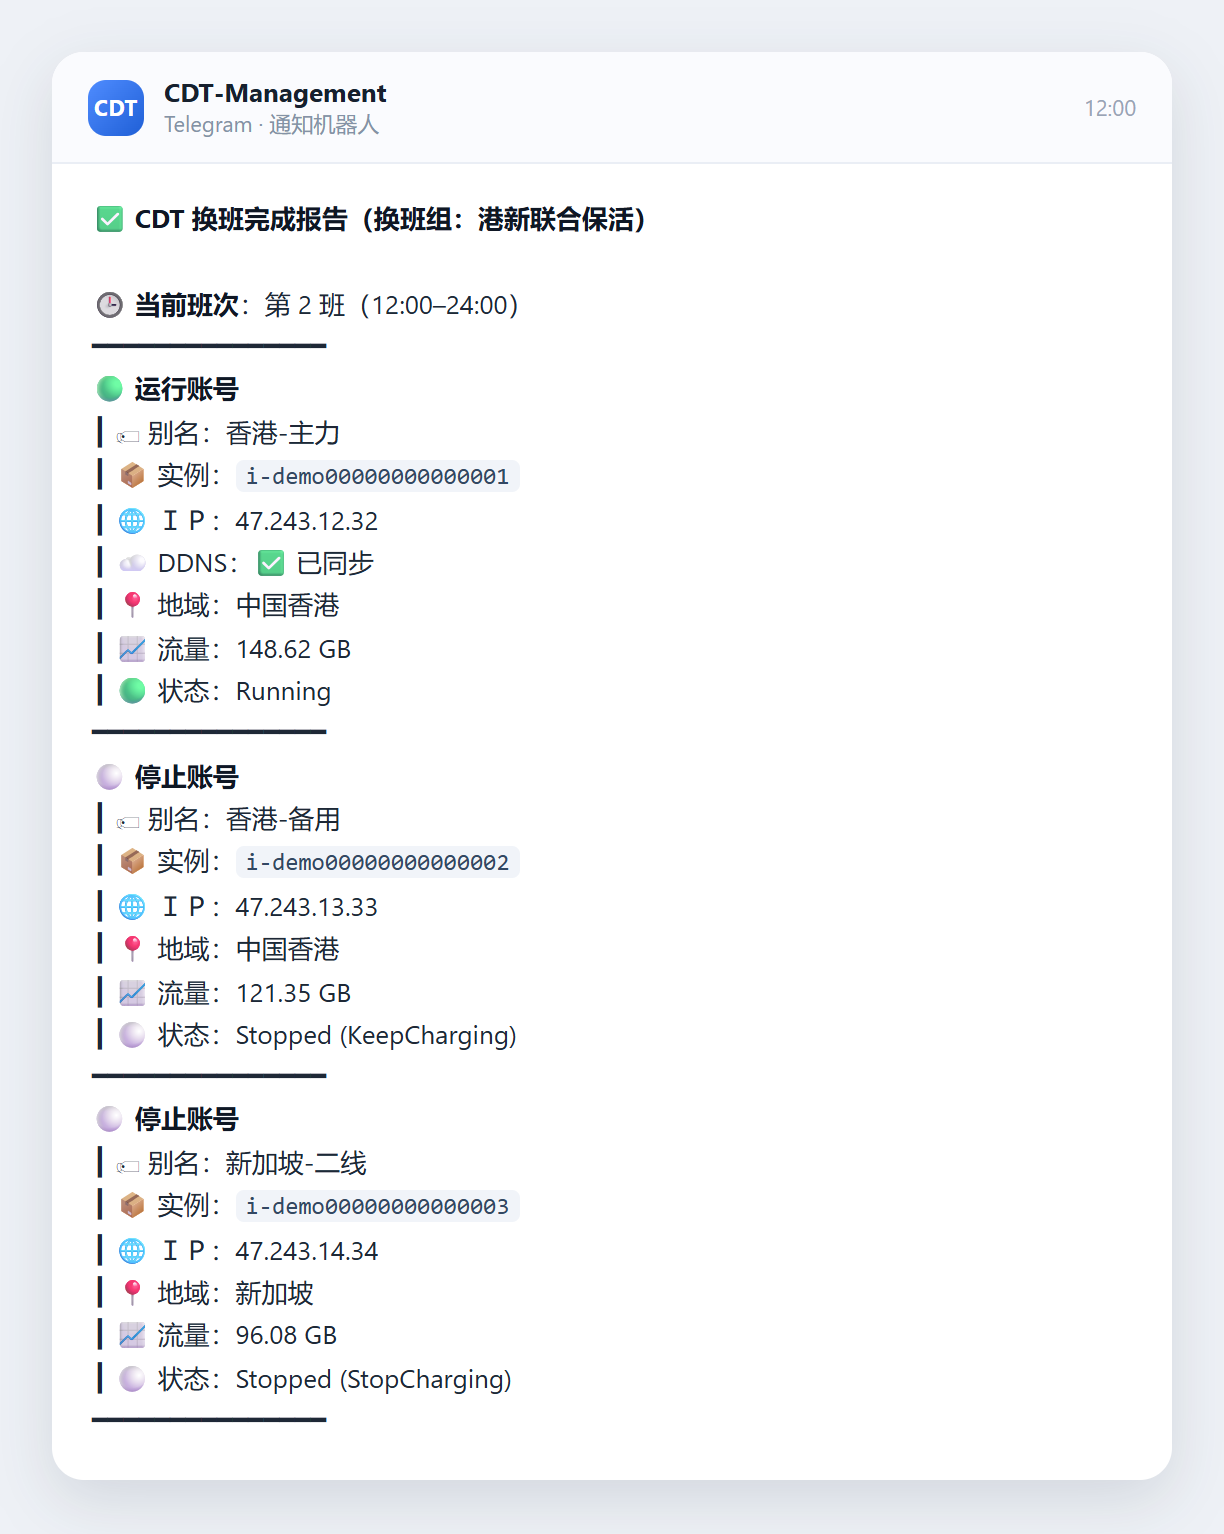 CDT
CDT-Management
Telegram · 通知机器人
12:00
✅ CDT 换班完成报告（换班组：港新联合保活）
🕒 当前班次：第 2 班（12:00–24:00）
━━━━━━━━━━━━━━
🟢 运行账号
┃ 🏷 别名：香港-主力
┃ 📦 实例：i-demo00000000000001
┃ 🌐 ＩＰ：47.243.12.32
┃ ☁️ DDNS：✅ 已同步
┃ 📍 地域：中国香港
┃ 📈 流量：148.62 GB
┃ 🟢 状态：Running
━━━━━━━━━━━━━━
⚪ 停止账号
┃ 🏷 别名：香港-备用
┃ 📦 实例：i-demo00000000000002
┃ 🌐 ＩＰ：47.243.13.33
┃ 📍 地域：中国香港
┃ 📈 流量：121.35 GB
┃ ⚪ 状态：Stopped (KeepCharging)
━━━━━━━━━━━━━━
⚪ 停止账号
┃ 🏷 别名：新加坡-二线
┃ 📦 实例：i-demo00000000000003
┃ 🌐 ＩＰ：47.243.14.34
┃ 📍 地域：新加坡
┃ 📈 流量：96.08 GB
┃ ⚪ 状态：Stopped (StopCharging)
━━━━━━━━━━━━━━